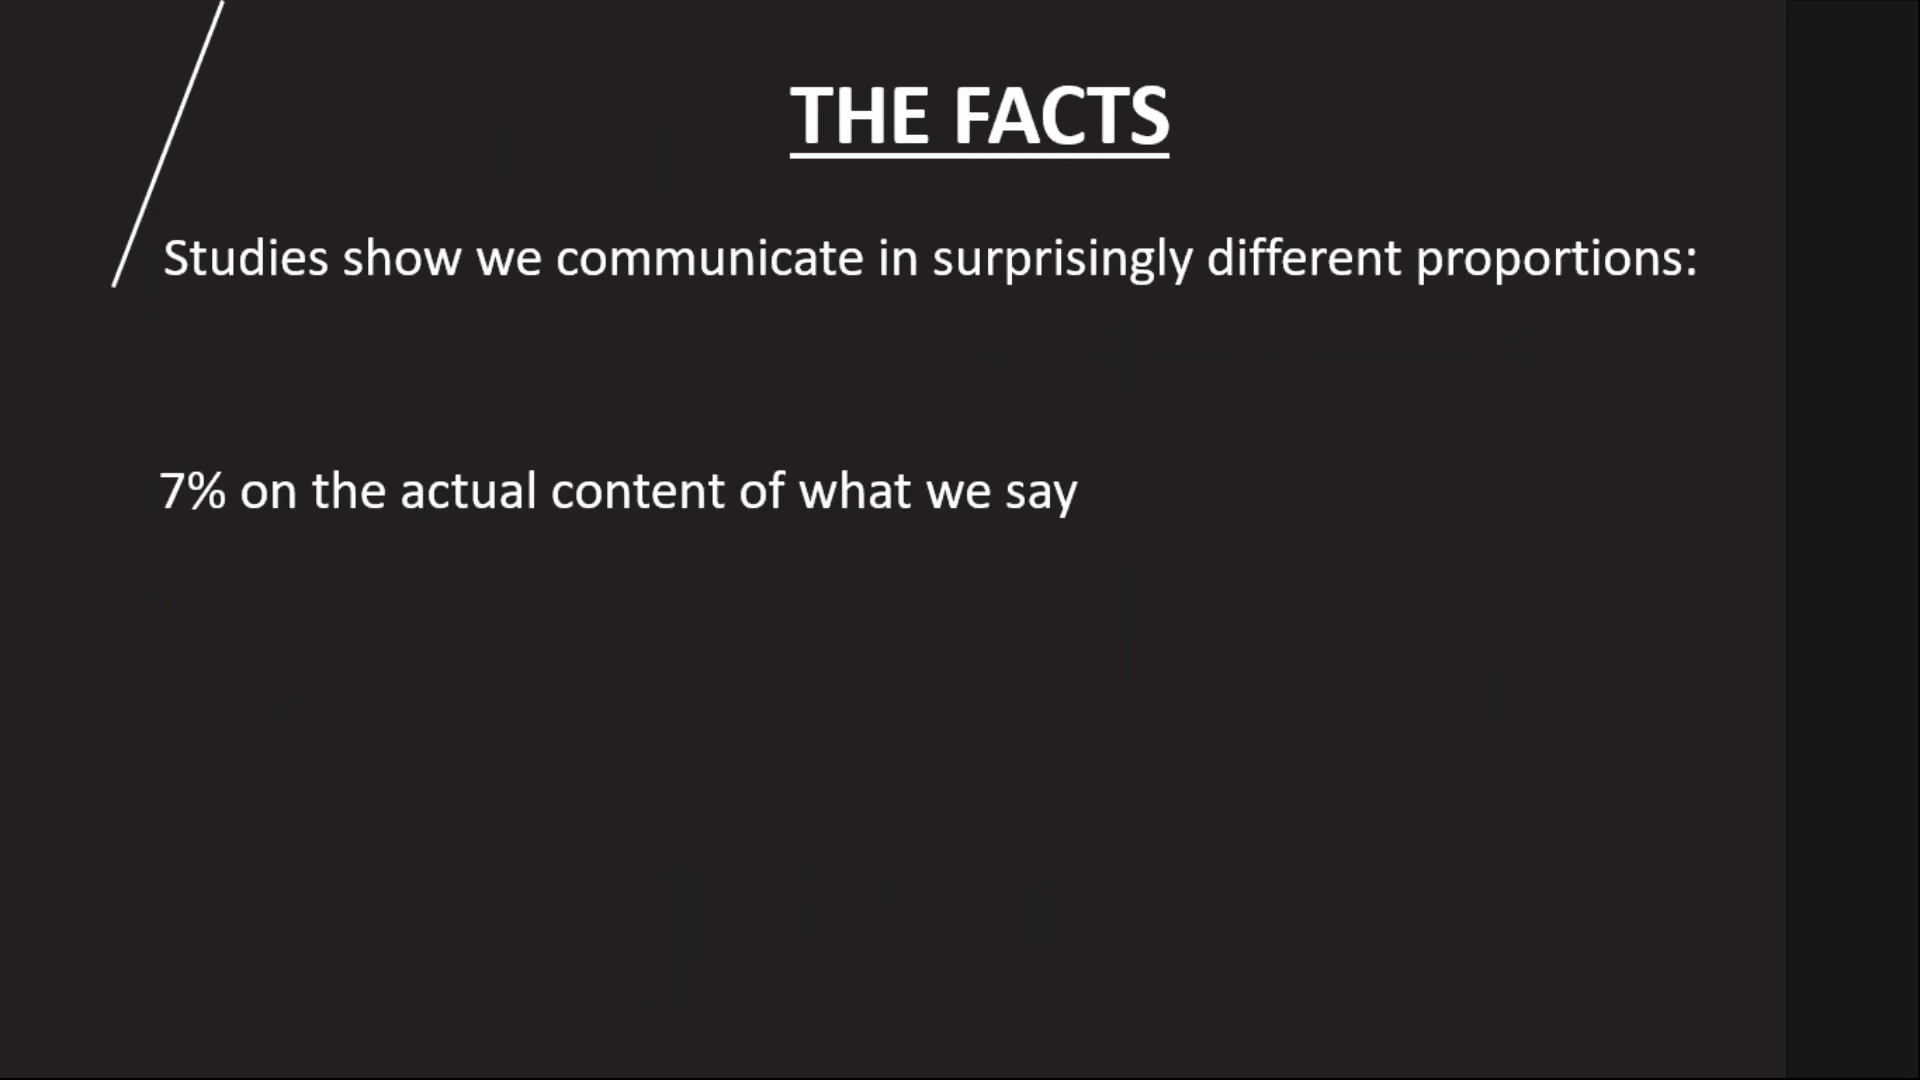 THE FACTS
Studies show we communicate in surprisingly different proportions:
7% on the actual content of what we say